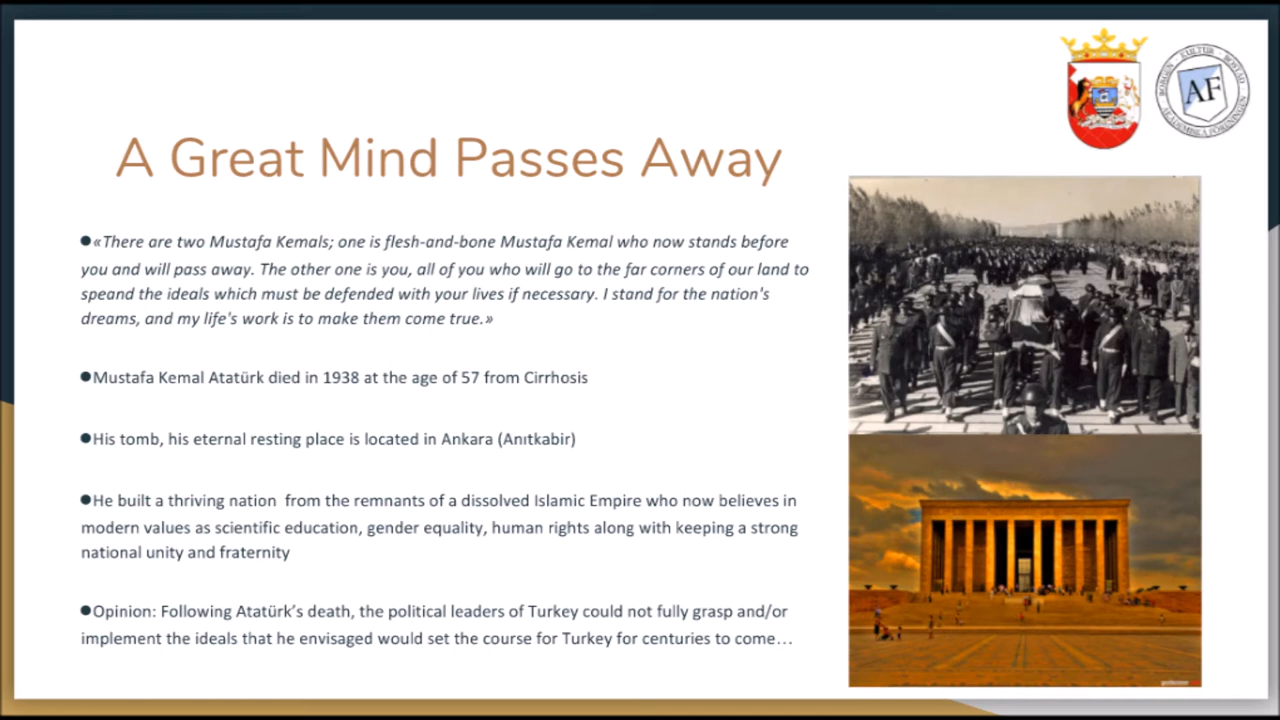 BORGEN · KULTUR · BOSTAD
AF
AKADEMISKA FÖRENINGEN
A Great Mind Passes Away
●«There are two Mustafa Kemals; one is flesh-and-bone Mustafa Kemal who now stands before
you and will pass away. The other one is you, all of you who will go to the far corners of our land to
speand the ideals which must be defended with your lives if necessary. I stand for the nation's
dreams, and my life's work is to make them come true.»
●Mustafa Kemal Atatürk died in 1938 at the age of 57 from Cirrhosis
●His tomb, his eternal resting place is located in Ankara (Anıtkabir)
●He built a thriving nation  from the remnants of a dissolved Islamic Empire who now believes in
modern values as scientific education, gender equality, human rights along with keeping a strong
national unity and fraternity
●Opinion: Following Atatürk’s death, the political leaders of Turkey could not fully grasp and/or
implement the ideals that he envisaged would set the course for Turkey for centuries to come…